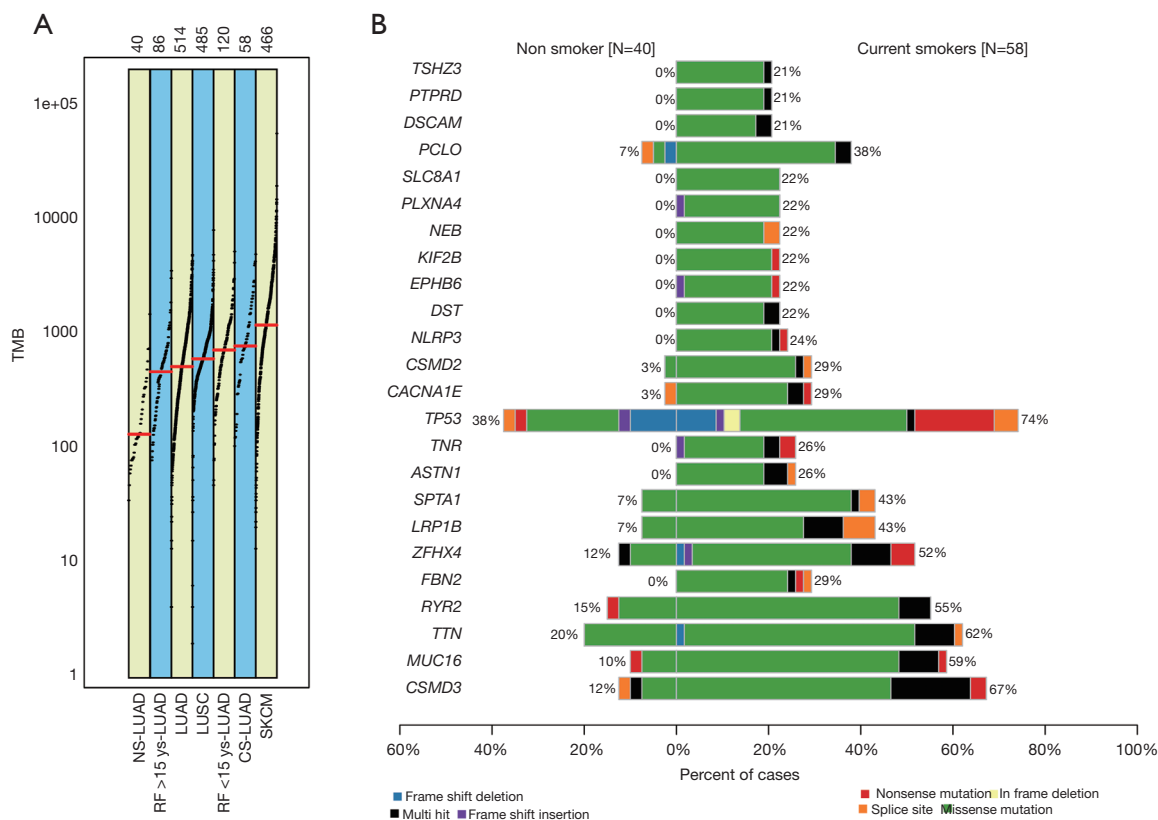 A
40 86 514 485 120 58 466
1e+05
10000
1000
100
10
1
TMB
NS-LUAD
RF >15 ys-LUAD
LUAD
LUSC
RF <15 ys-LUAD
CS-LUAD
SKCM
B
Non smoker [N=40] Current smokers [N=58]
TSHZ3 0% 21%
PTPRD 0% 21%
DSCAM 0% 21%
PCLO 7% 38%
SLC8A1 0% 22%
PLXNA4 0% 22%
NEB 0% 22%
KIF2B 0% 22%
EPHB6 0% 22%
DST 0% 22%
NLRP3 0% 24%
CSMD2 3% 29%
CACNA1E 3% 29%
TP53 38% 74%
TNR 0% 26%
ASTN1 0% 26%
SPTA1 7% 43%
LRP1B 7% 43%
ZFHX4 12% 52%
FBN2 0% 29%
RYR2 15% 55%
TTN 20% 62%
MUC16 10% 59%
CSMD3 12% 67%
60% 40% 20% 0% 20% 40% 60% 80% 100%
Percent of cases
Frame shift deletion Nonsense mutation In frame deletion
Multi hit Frame shift insertion Splice site Missense mutation